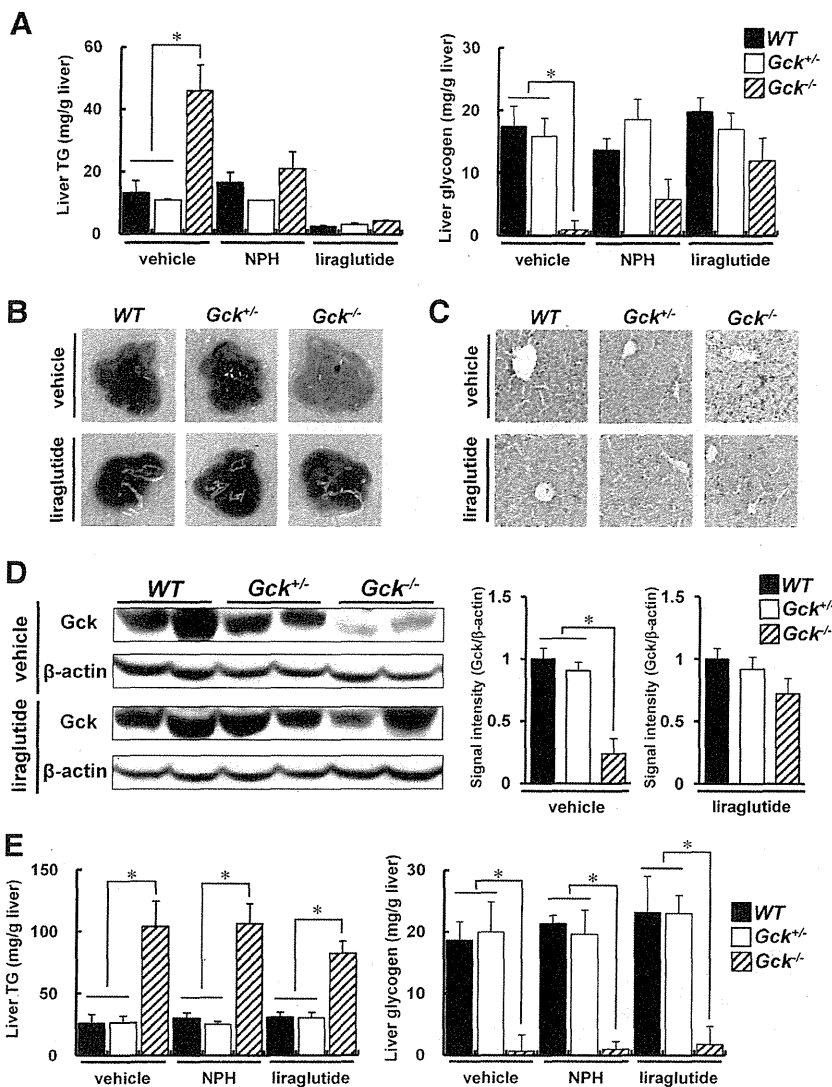 A
Liver TG (mg/g liver)
60
40
20
0
*
vehicle NPH liraglutide
Liver glycogen (mg/g liver)
30
20
10
0
*
vehicle NPH liraglutide
WT
Gck+/-
Gck-/-
B
WT Gck+/- Gck-/-
vehicle
liraglutide
C
WT Gck+/- Gck-/-
vehicle
liraglutide
D
WT Gck+/- Gck-/-
vehicle
Gck
β-actin
liraglutide
Gck
β-actin
Signal intensity (Gck/β-actin)
1.5
1
0.5
0
*
vehicle
Signal intensity (Gck/β-actin)
1.5
1
0.5
0
liraglutide
WT
Gck+/-
Gck-/-
E
Liver TG (mg/g liver)
150
100
50
0
* * *
vehicle NPH liraglutide
Liver glycogen (mg/g liver)
30
20
10
0
* * *
vehicle NPH liraglutide
WT
Gck+/-
Gck-/-